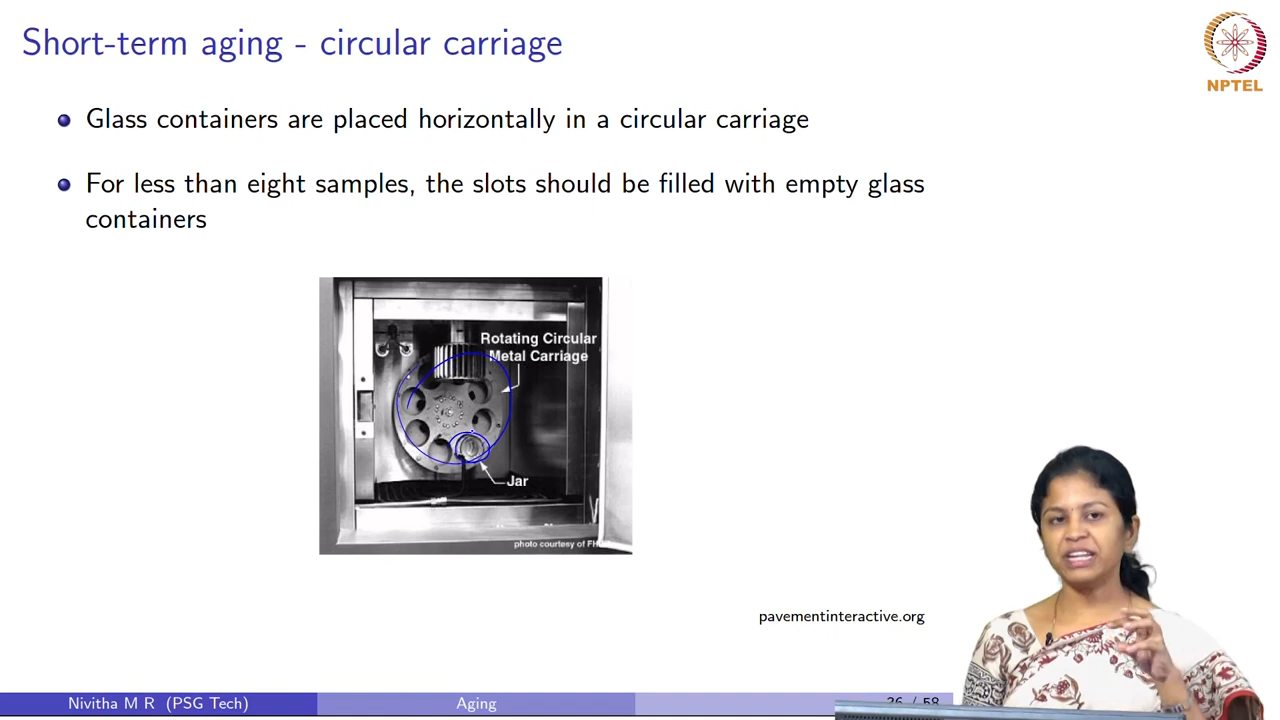 Short-term aging - circular carriage
NPTEL
Glass containers are placed horizontally in a circular carriage
For less than eight samples, the slots should be filled with empty glass
containers
Rotating Circular
Metal Carriage
Jar
photo courtesy of
pavementinteractive.org
Nivitha M R (PSG Tech)
Aging
26 / 58